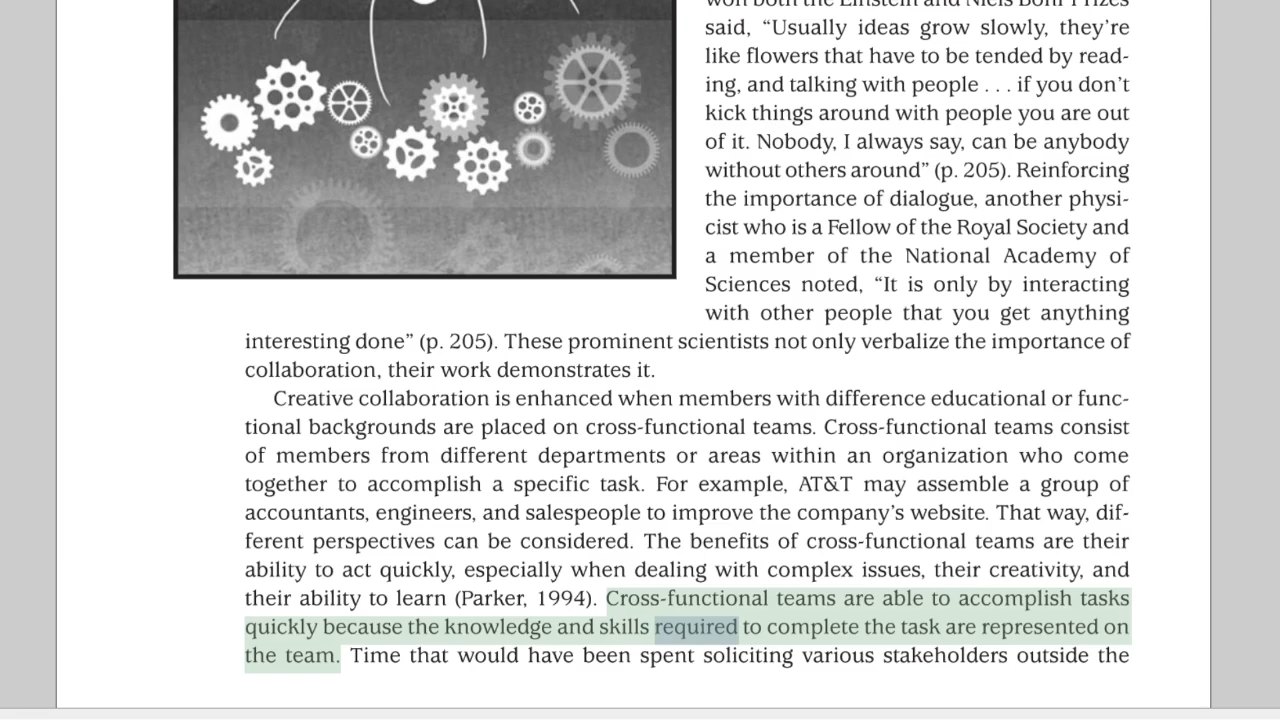 won both the Einstein and Niels Bohr Prizes
said, “Usually ideas grow slowly, they’re
like flowers that have to be tended by read-
ing, and talking with people . . . if you don’t
kick things around with people you are out
of it. Nobody, I always say, can be anybody
without others around” (p. 205). Reinforcing
the importance of dialogue, another physi-
cist who is a Fellow of the Royal Society and
a member of the National Academy of
Sciences noted, “It is only by interacting
with other people that you get anything
interesting done” (p. 205). These prominent scientists not only verbalize the importance of
collaboration, their work demonstrates it.
Creative collaboration is enhanced when members with difference educational or func-
tional backgrounds are placed on cross-functional teams. Cross-functional teams consist
of members from different departments or areas within an organization who come
together to accomplish a specific task. For example, AT&T may assemble a group of
accountants, engineers, and salespeople to improve the company’s website. That way, dif-
ferent perspectives can be considered. The benefits of cross-functional teams are their
ability to act quickly, especially when dealing with complex issues, their creativity, and
their ability to learn (Parker, 1994). Cross-functional teams are able to accomplish tasks
quickly because the knowledge and skills required to complete the task are represented on
the team. Time that would have been spent soliciting various stakeholders outside the